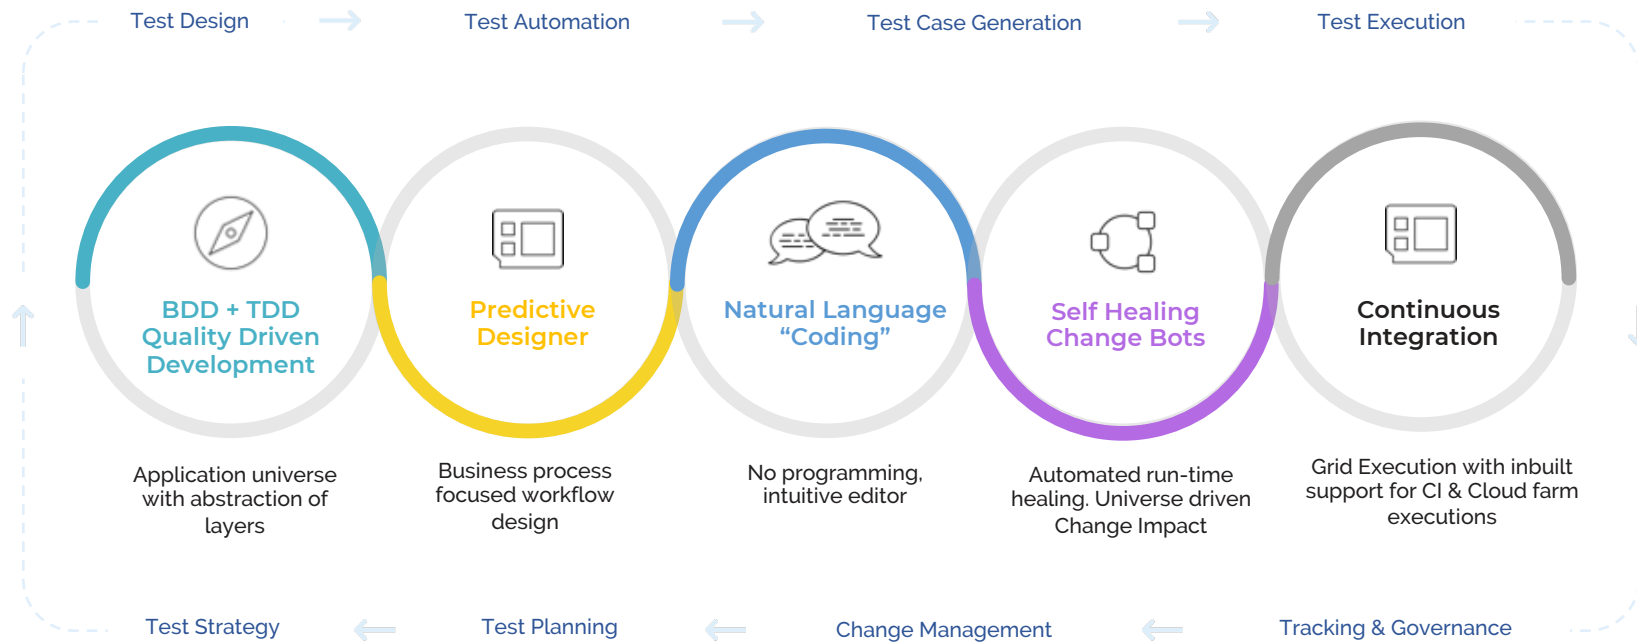 Test Design
Test Automation
Test Case Generation
Test Execution
BDD + TDD
Quality Driven
Development
Predictive
Designer
Natural Language
“Coding”
Self Healing
Change Bots
Continuous
Integration
Application universe
with abstraction of
layers
Business process
focused workflow
design
No programming,
intuitive editor
Automated run-time
healing. Universe driven
Change Impact
Grid Execution with inbuilt
support for CI & Cloud farm
executions
Test Strategy
Test Planning
Change Management
Tracking & Governance